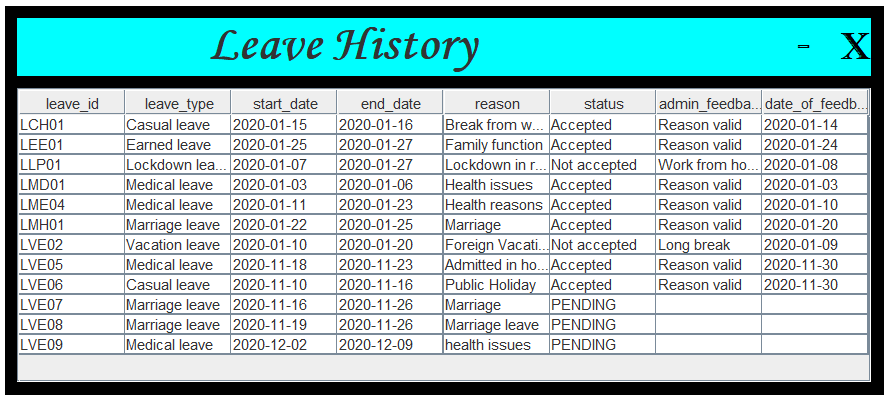 Leave History - X
leave_id leave_type start_date end_date reason status admin_feedba... date_of_feedb...
LCH01 Casual leave 2020-01-15 2020-01-16 Break from w... Accepted Reason valid 2020-01-14
LEE01 Earned leave 2020-01-25 2020-01-27 Family function Accepted Reason valid 2020-01-24
LLP01 Lockdown lea... 2020-01-07 2020-01-27 Lockdown in r... Not accepted Work from ho... 2020-01-08
LMD01 Medical leave 2020-01-03 2020-01-06 Health issues Accepted Reason valid 2020-01-03
LME04 Medical leave 2020-01-11 2020-01-23 Health reasons Accepted Reason valid 2020-01-10
LMH01 Marriage leave 2020-01-22 2020-01-25 Marriage Accepted Reason valid 2020-01-20
LVE02 Vacation leave 2020-01-10 2020-01-20 Foreign Vacati... Not accepted Long break 2020-01-09
LVE05 Medical leave 2020-11-18 2020-11-23 Admitted in ho... Accepted Reason valid 2020-11-30
LVE06 Casual leave 2020-11-10 2020-11-16 Public Holiday Accepted Reason valid 2020-11-30
LVE07 Marriage leave 2020-11-16 2020-11-26 Marriage PENDING
LVE08 Marriage leave 2020-11-19 2020-11-26 Marriage leave PENDING
LVE09 Medical leave 2020-12-02 2020-12-09 health issues PENDING